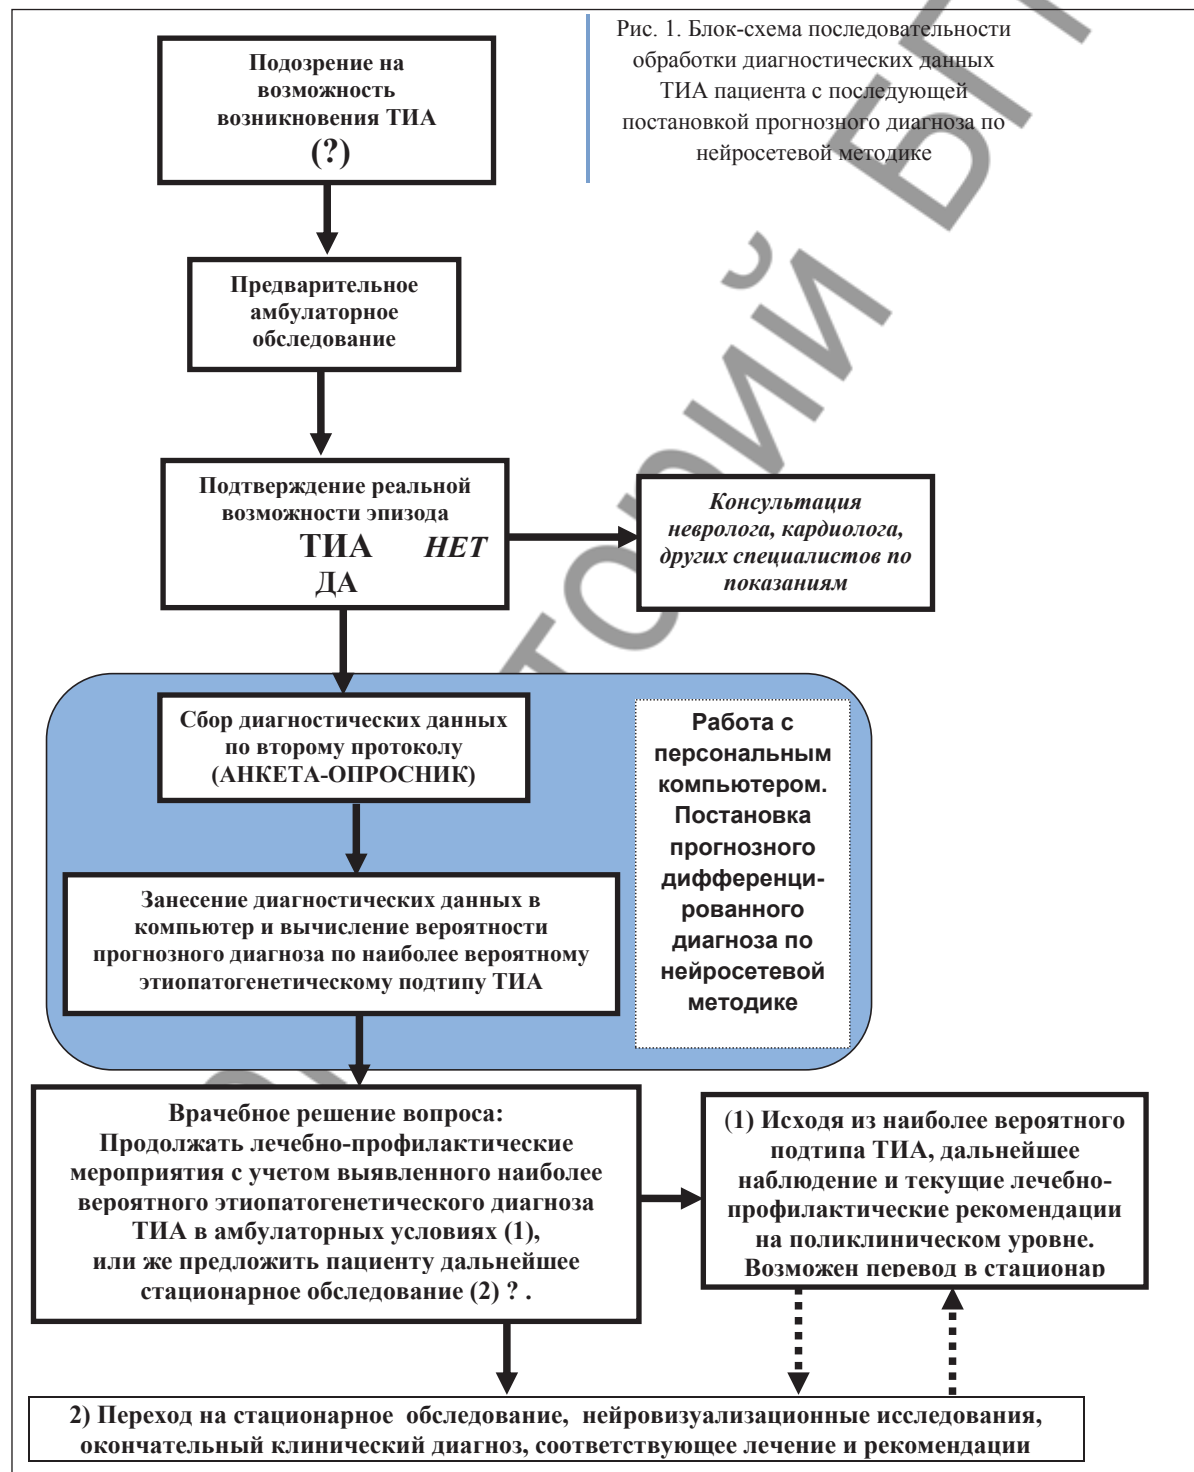 Рис. 1. Блок-схема последовательности
обработки диагностических данных
ТИА пациента с последующей
постановкой прогнозного диагноза по
нейросетевой методике
Подозрение на
возможность
возникновения ТИА
(?)
Предварительное
амбулаторное
обследование
Подтверждение реальной
возможности эпизода
ТИА НЕТ
ДА
Консультация
невролога, кардиолога,
других специалистов по
показаниям
Сбор диагностических данных
по второму протоколу
(АНКЕТА-ОПРОСНИК)
Занесение диагностических данных в
компьютер и вычисление вероятности
прогнозного диагноза по наиболее вероятному
этиопатогенетическому подтипу ТИА
Работа с
персональным
компьютером.
Постановка
прогнозного
дифференци-
рованного
диагноза по
нейросетевой
методике
Врачебное решение вопроса:
Продолжать лечебно-профилактические
мероприятия с учетом выявленного наиболее
вероятного этиопатогенетического диагноза
ТИА в амбулаторных условиях (1),
или же предложить пациенту дальнейшее
стационарное обследование (2) ? .
(1) Исходя из наиболее вероятного
подтипа ТИА, дальнейшее
наблюдение и текущие лечебно-
профилактические рекомендации
на поликлиническом уровне.
Возможен перевод в стационар
2) Переход на стационарное обследование, нейровизуализационные исследования,
окончательный клинический диагноз, соответствующее лечение и рекомендации